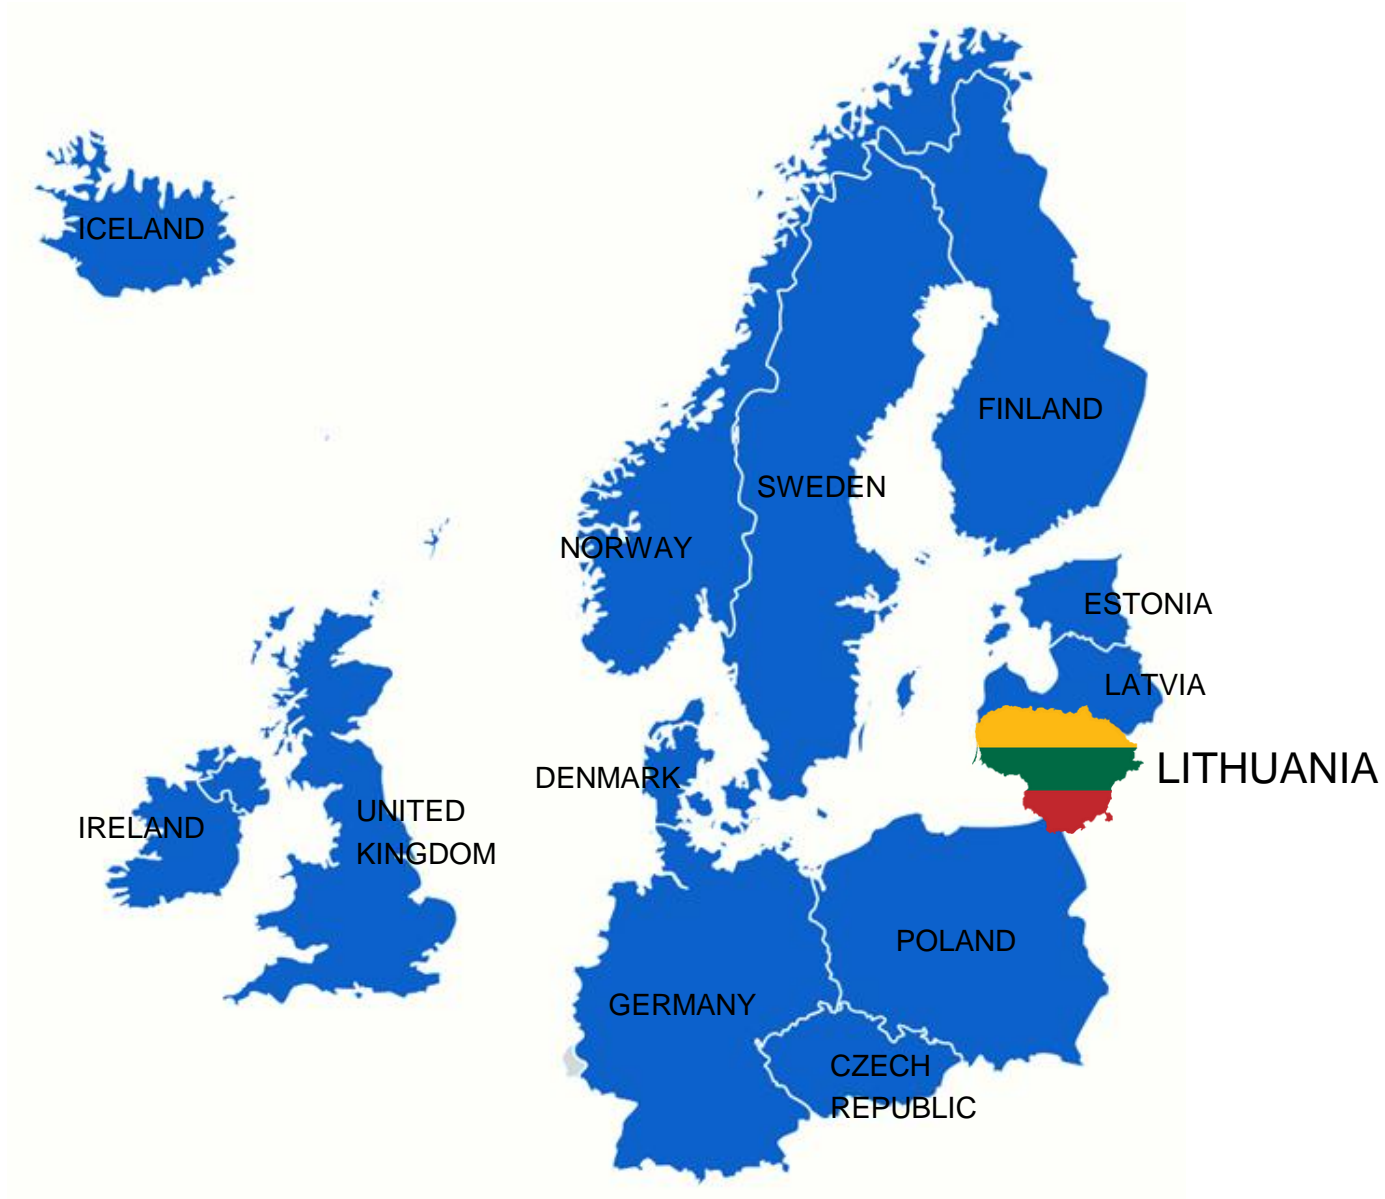 ICELAND
FINLAND
SWEDEN
NORWAY
ESTONIA
LATVIA
LITHUANIA
DENMARK
UNITED
KINGDOM
IRELAND
POLAND
GERMANY
CZECH
REPUBLIC